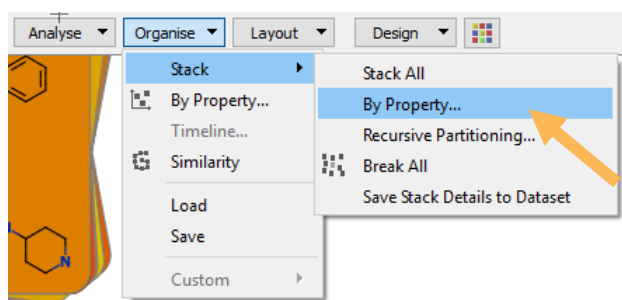 Analyse Organise Layout Design
Stack
By Property...
Timeline...
Similarity
Load
Save
Custom
Stack All
By Property...
Recursive Partitioning...
Break All
Save Stack Details to Dataset
N